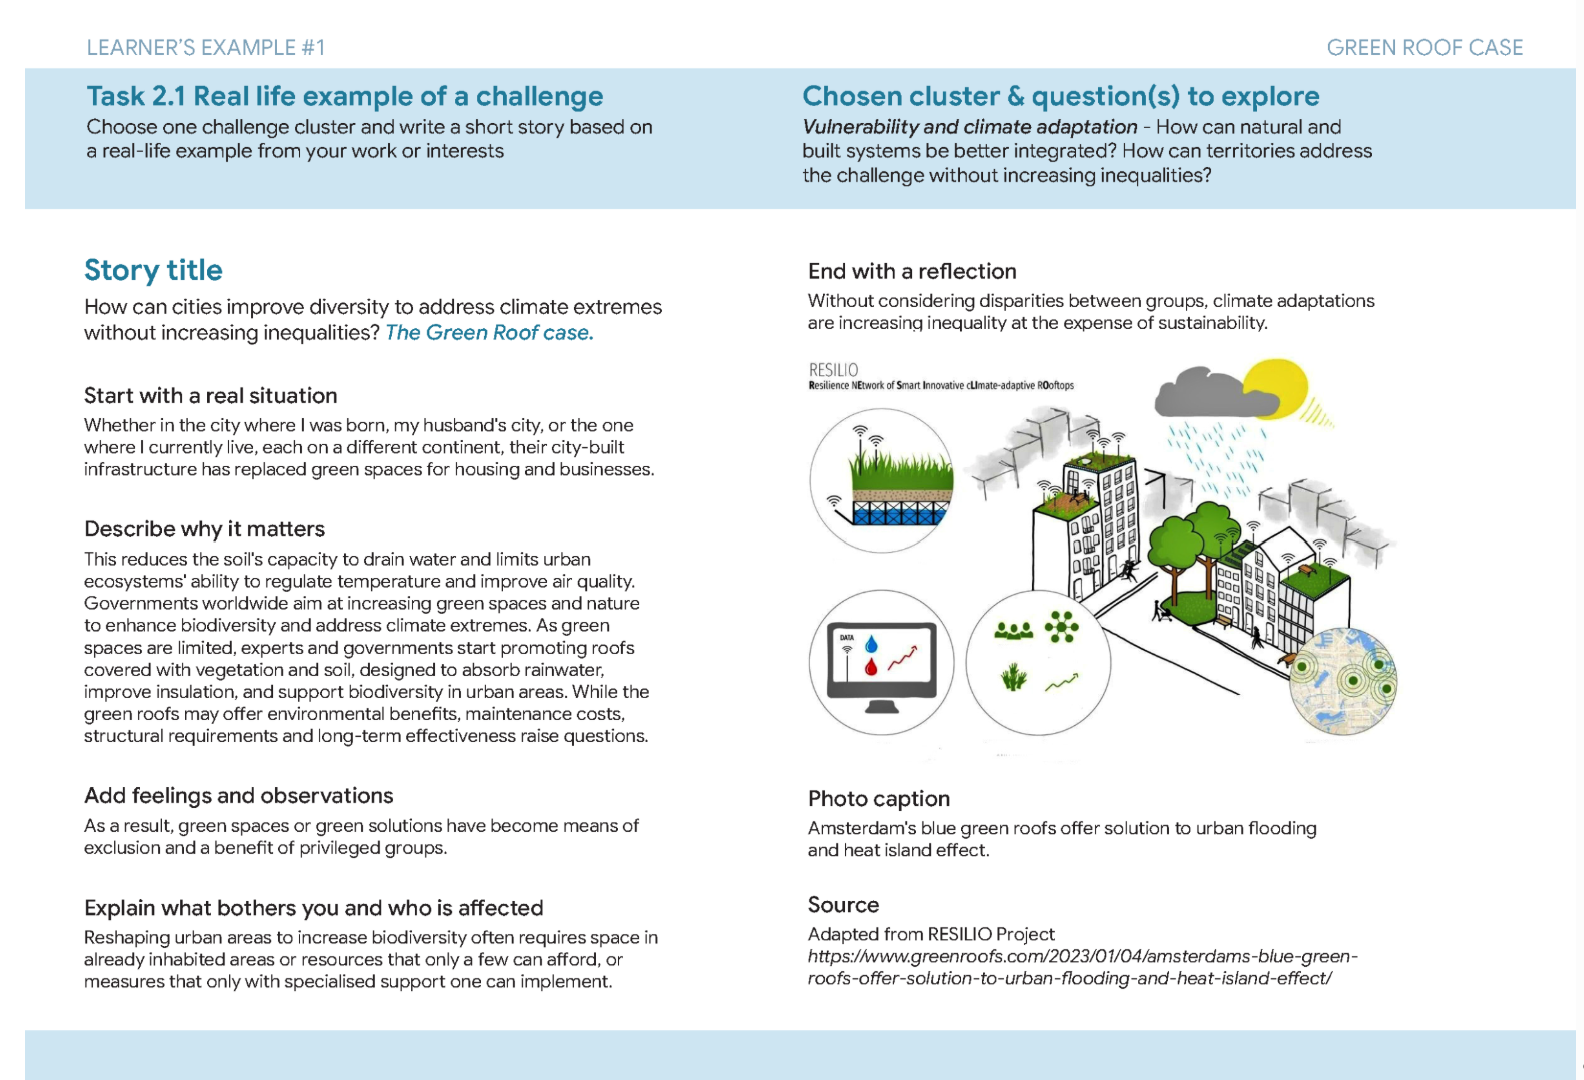 LEARNER'S EXAMPLE #1
GREEN ROOF CASE
Task 2.1 Real life example of a challenge
Choose one challenge cluster and write a short story based on
a real-life example from your work or interests
Chosen cluster & question(s) to explore
Vulnerability and climate adaptation - How can natural and
built systems be better integrated? How can territories address
the challenge without increasing inequalities?
Story title
How can cities improve diversity to address climate extremes
without increasing inequalities? The Green Roof case.
Start with a real situation
Whether in the city where I was born, my husband's city, or the one
where I currently live, each on a different continent, their city-built
infrastructure has replaced green spaces for housing and businesses.
Describe why it matters
This reduces the soil's capacity to drain water and limits urban
ecosystems' ability to regulate temperature and improve air quality.
Governments worldwide aim at increasing green spaces and nature
to enhance biodiversity and address climate extremes. As green
spaces are limited, experts and governments start promoting roofs
covered with vegetation and soil, designed to absorb rainwater,
improve insulation, and support biodiversity in urban areas. While the
green roofs may offer environmental benefits, maintenance costs,
structural requirements and long-term effectiveness raise questions.
Add feelings and observations
As a result, green spaces or green solutions have become means of
exclusion and a benefit of privileged groups.
Explain what bothers you and who is affected
Reshaping urban areas to increase biodiversity often requires space in
already inhabited areas or resources that only a few can afford, or
measures that only with specialised support one can implement.
End with a reflection
Without considering disparities between groups, climate adaptations
are increasing inequality at the expense of sustainability.
RESILIO
Resilience NEtwork of Smart Innovative cLImate-adaptive ROoftops
DATA
Photo caption
Amsterdam's blue green roofs offer solution to urban flooding
and heat island effect.
Source
Adapted from RESILIO Project
https://www.greenroofs.com/2023/01/04/amsterdams-blue-green-
roofs-offer-solution-to-urban-flooding-and-heat-island-effect/